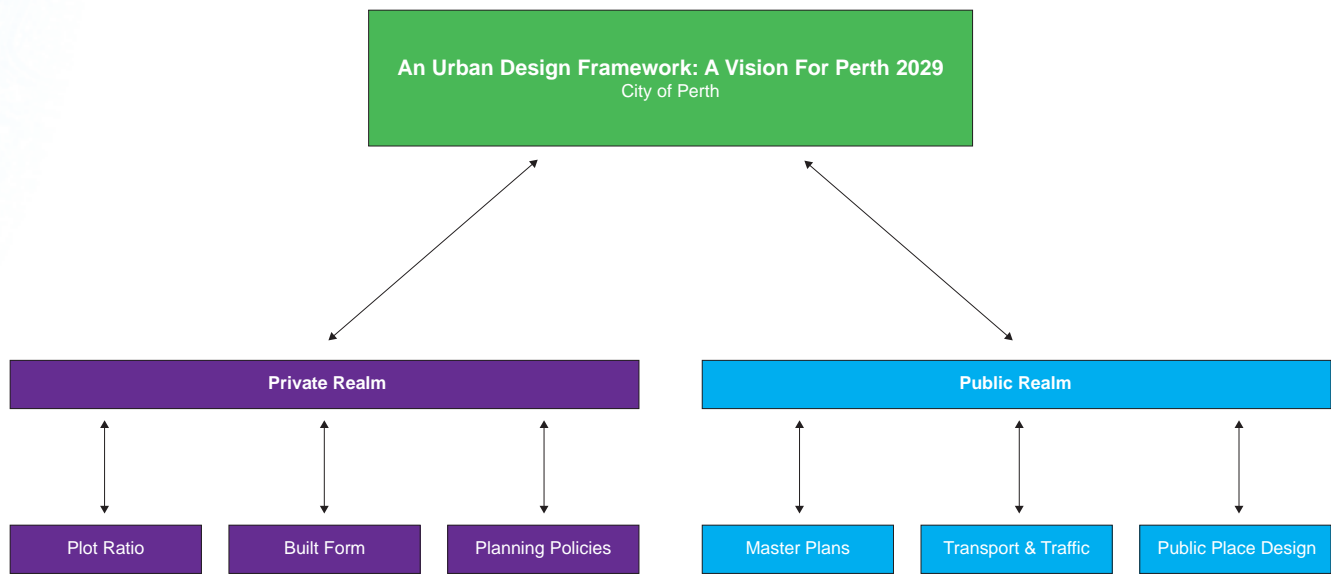 An Urban Design Framework: A Vision For Perth 2029
City of Perth
Private Realm
Public Realm
Plot Ratio
Built Form
Planning Policies
Master Plans
Transport & Traffic
Public Place Design